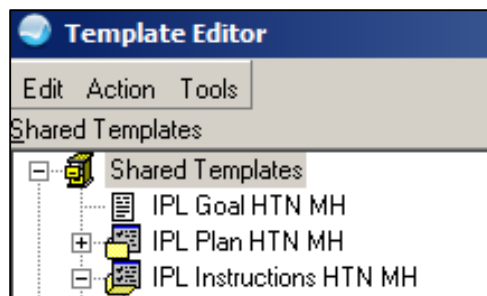 Template Editor
Edit Action Tools
Shared Templates
Shared Templates
IPL Goal HTN MH
IPL Plan HTN MH
IPL Instructions HTN MH